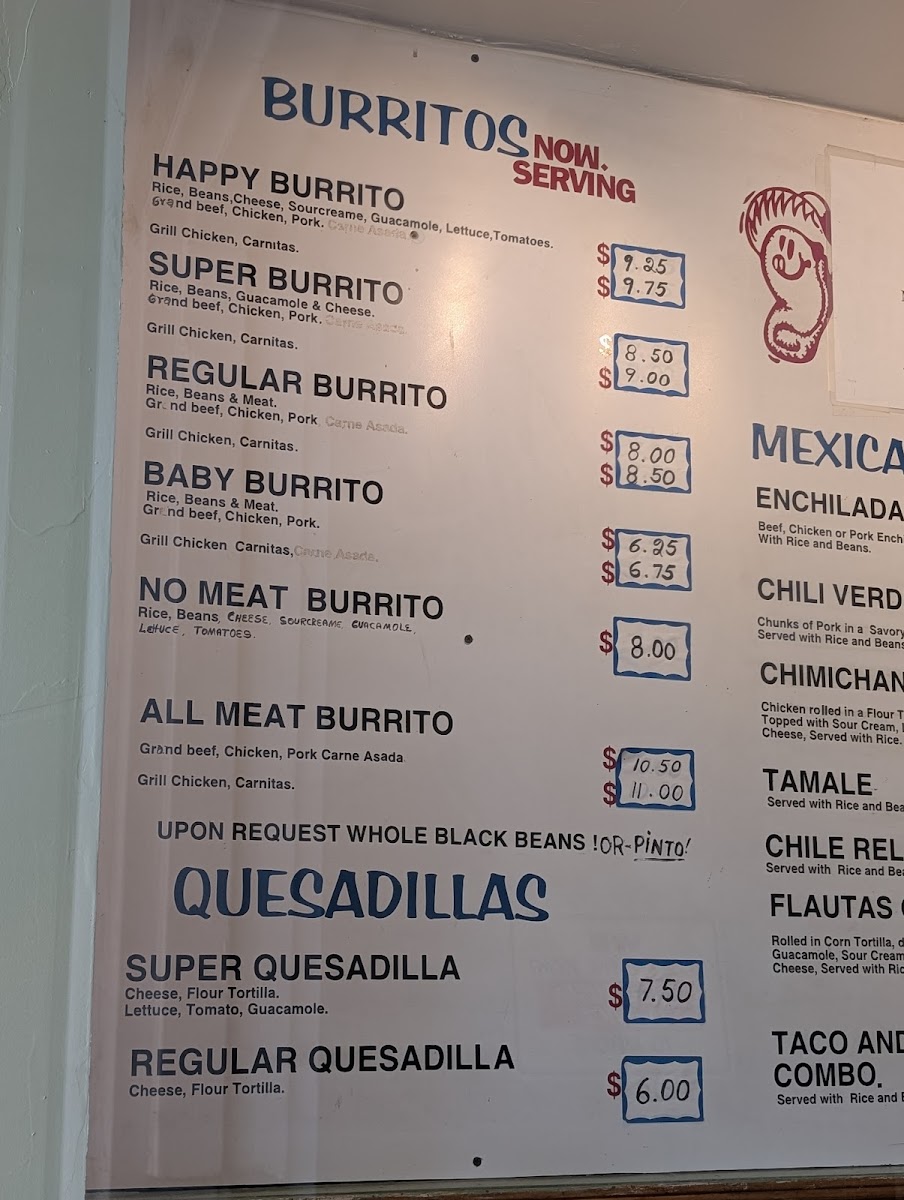 BURRITOS
NOW.
SERVING
HAPPY BURRITO
Rice, Beans,Cheese, Sourcreame, Guacamole, Lettuce,Tomatoes.
Grand beef, Chicken, Pork. Carne Asada.
Grill Chicken, Carnitas.
$ 9.25
$ 9.75
SUPER BURRITO
Rice, Beans, Guacamole & Cheese.
Grand beef, Chicken, Pork. Carne Asada.
Grill Chicken, Carnitas.
$ 8.50
$ 9.00
REGULAR BURRITO
Rice, Beans & Meat.
Grand beef, Chicken, Pork. Carne Asada.
Grill Chicken, Carnitas.
$ 8.00
$ 8.50
BABY BURRITO
Rice, Beans & Meat.
Grand beef, Chicken, Pork.
Grill Chicken Carnitas, Carne Asada.
$ 6.25
$ 6.75
NO MEAT BURRITO
Rice, Beans, CHEESE, SOURCREAME, GUACAMOLE,
LEttUCE, TOMATOES.
$ 8.00
ALL MEAT BURRITO
Grand beef, Chicken, Pork Carne Asada
Grill Chicken, Carnitas.
$ 10.50
$ 11.00
UPON REQUEST WHOLE BLACK BEANS ! OR-PiNTO!
QUESADILLAS
SUPER QUESADILLA
Cheese, Flour Tortilla.
Lettuce, Tomato, Guacamole.
$ 7.50
REGULAR QUESADILLA
Cheese, Flour Tortilla.
$ 6.00
MEXICA
ENCHILADA
Beef, Chicken or Pork Ench
With Rice and Beans.
CHILI VERD
Chunks of Pork in a Savory
Served with Rice and Beans
CHIMICHAN
Chicken rolled in a Flour T
Topped with Sour Cream,
Cheese, Served with Rice.
TAMALE
Served with Rice and Bea
CHILE REL
Served with Rice and Bea
FLAUTAS
Rolled in Corn Tortilla, d
Guacamole, Sour Cream
Cheese, Served with Ric
TACO AND
COMBO.
Served with Rice and B